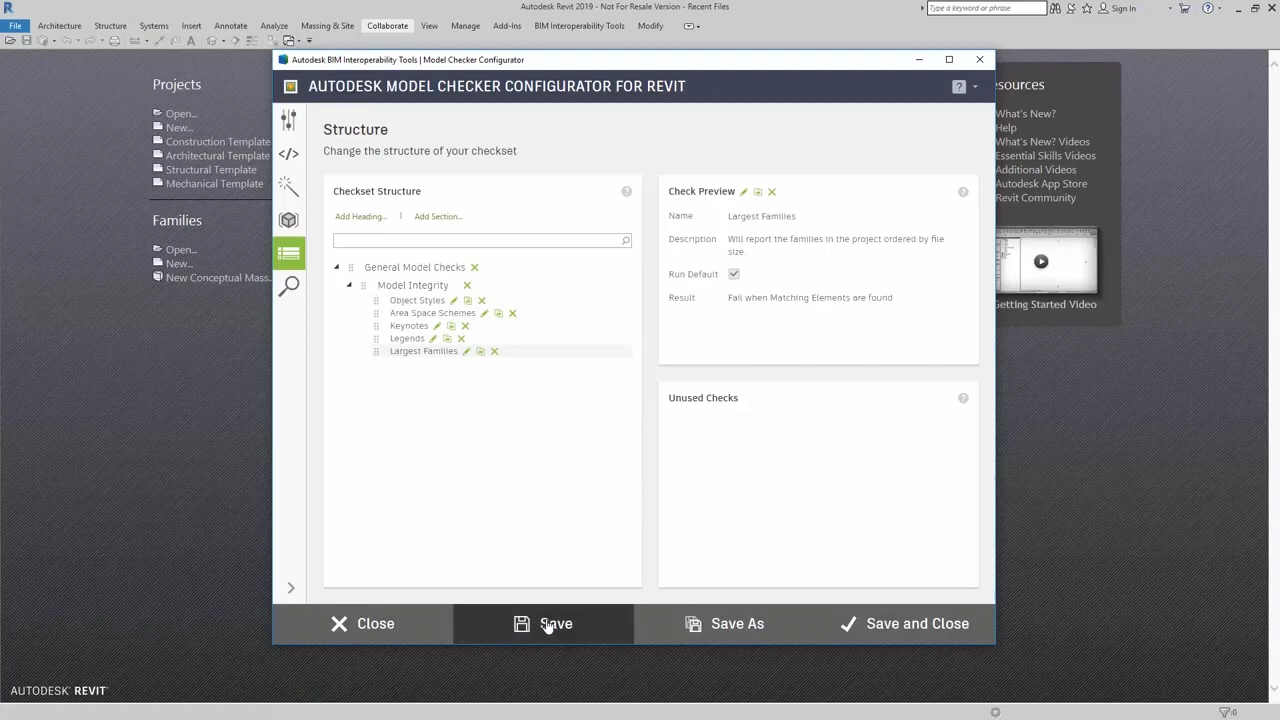 Autodesk Revit 2019 - Not For Resale Version - Recent Files
Type a keyword or phrase
Sign In
File
Architecture
Structure
Systems
Insert
Annotate
Analyze
Massing & Site
Collaborate
View
Manage
Add-Ins
BIM Interoperability Tools
Modify
Autodesk BIM Interoperability Tools | Model Checker Configurator
AUTODESK MODEL CHECKER CONFIGURATOR FOR REVIT
Projects
Open...
New...
Construction Template
Architectural Template
Structural Template
Mechanical Template
Families
Open...
New...
New Conceptual Mass...
Structure
Change the structure of your checkset
Checkset Structure
Add Heading...
Add Section...
General Model Checks
Model Integrity
Object Styles
Area Space Schemes
Keynotes
Legends
Largest Families
Check Preview
Name
Largest Families
Description
Will report the families in the project ordered by file
size.
Run Default
Result
Fail when Matching Elements are found
Unused Checks
esources
What's New?
Help
What's New? Videos
Essential Skills Videos
Additional Videos
Autodesk App Store
Revit Community
Getting Started Video
Close
Save
Save As
Save and Close
AUTODESK® REVIT®
:0